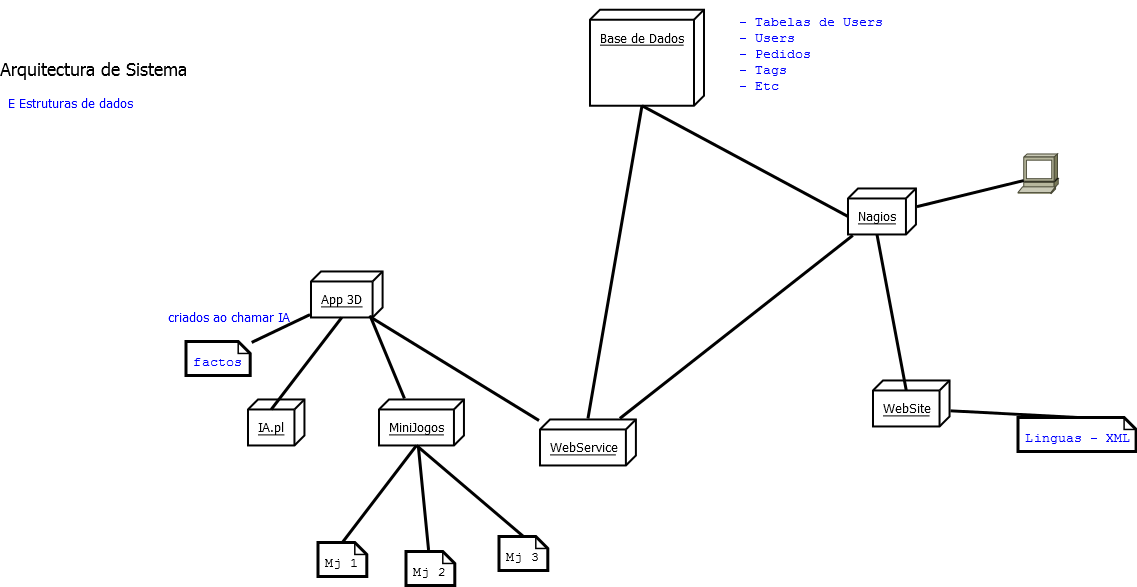 Arquitectura de Sistema
E Estruturas de dados
Base de Dados
- Tabelas de Users
- Users
- Pedidos
- Tags
- Etc
Nagios
App 3D
criados ao chamar IA
factos
IA.pl
MiniJogos
WebService
WebSite
Linguas - XML
Mj 1
Mj 2
Mj 3